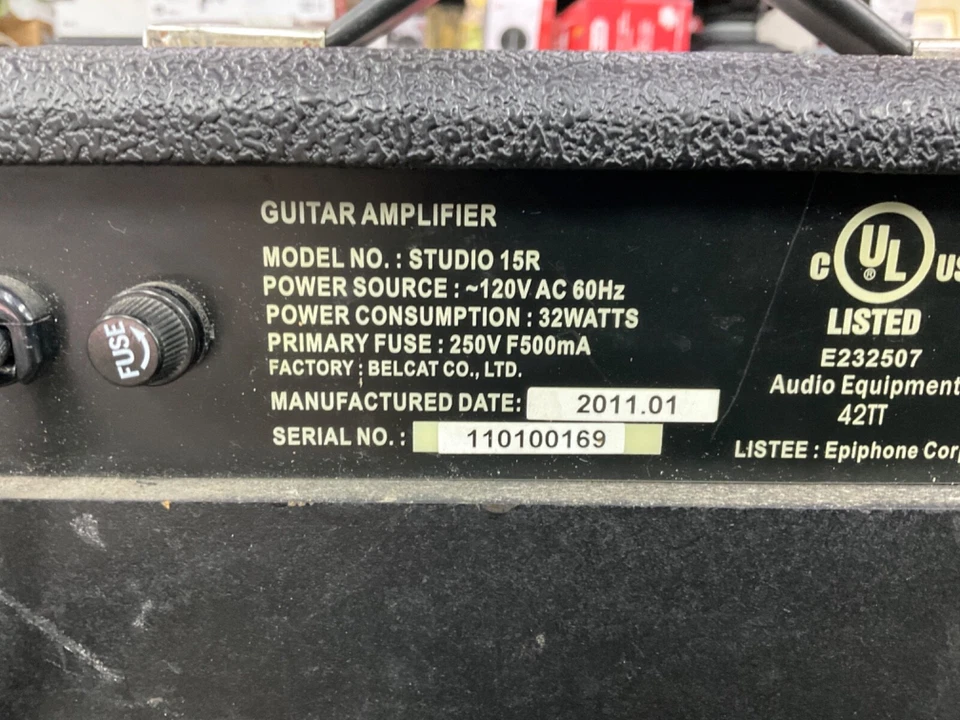 GUITAR AMPLIFIER
MODEL NO. : STUDIO 15R
POWER SOURCE : ~120V AC 60Hz
POWER CONSUMPTION : 32WATTS
PRIMARY FUSE : 250V F500mA
FACTORY : BELCAT CO., LTD.
MANUFACTURED DATE: 2011.01
SERIAL NO. : 110100169
FUSE
C UL® US
LISTED
E232507
Audio Equipment
42TT
LISTEE : Epiphone Corp